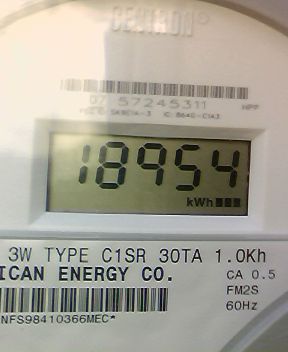 CENTRON®
07 57245311
18954
kWh
3W TYPE C1SR 30TA 1.0Kh
ICAN ENERGY CO.
CA 0.5
FM2S
60Hz
NFS98410366MEC*